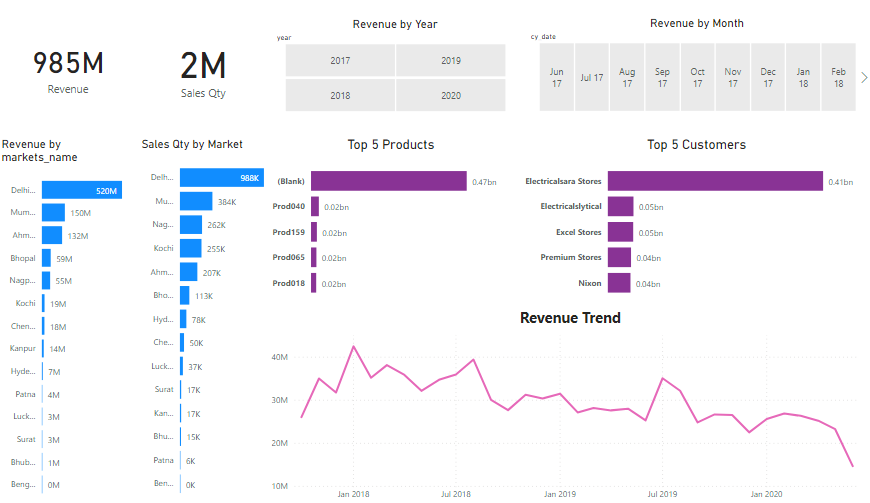 Revenue by Year
Revenue by Month
year
cy_date
985M
Revenue
2M
Sales Qty
2017
2019
2018
2020
Jun 17
Jul 17
Aug 17
Sep 17
Oct 17
Nov 17
Dec 17
Jan 18
Feb 18
Revenue by
markets_name
Delhi... 520M
Mum... 150M
Ahm... 132M
Bhopal 59M
Nagp... 55M
Kochi 19M
Chen... 18M
Kanpur 14M
Hyde... 7M
Patna 4M
Luck... 3M
Surat 3M
Bhub... 1M
Beng... 0M
Sales Qty by Market
Delh... 988K
Mu... 384K
Nag... 262K
Kochi 255K
Ahm... 207K
Bho... 113K
Hyd... 78K
Che... 50K
Luck... 37K
Surat 17K
Kan... 17K
Bhu... 15K
Patna 6K
Ben... 0K
Top 5 Products
(Blank) 0.47bn
Prod040 0.02bn
Prod159 0.02bn
Prod065 0.02bn
Prod018 0.02bn
Top 5 Customers
Electricalsara Stores 0.41bn
Electricalslytical 0.05bn
Excel Stores 0.05bn
Premium Stores 0.04bn
Nixon 0.04bn
Revenue Trend
40M
30M
20M
10M
Jan 2018
Jul 2018
Jan 2019
Jul 2019
Jan 2020